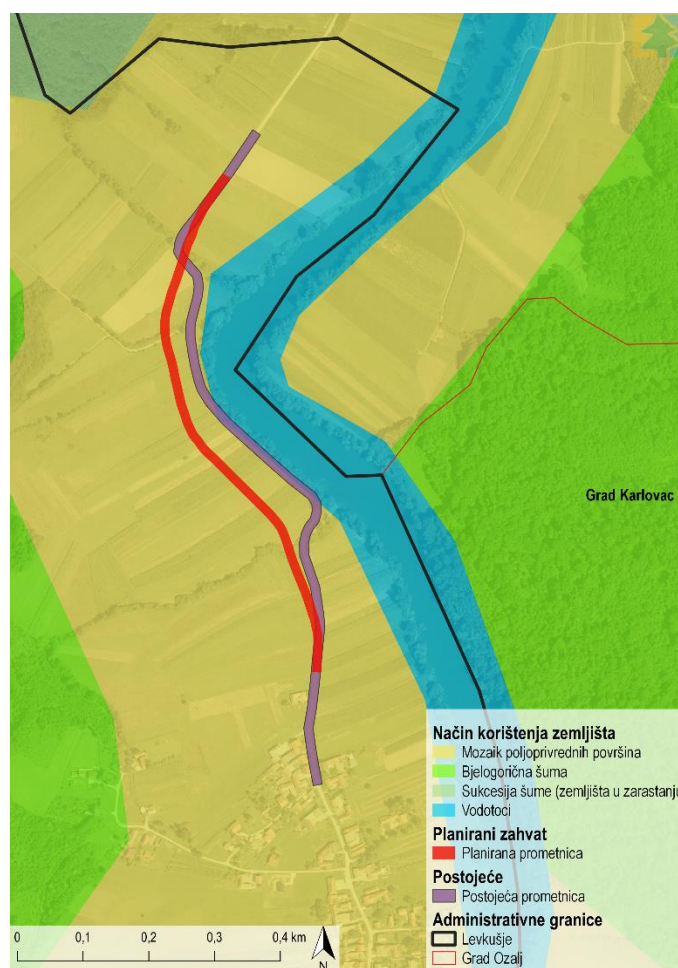 Grad Karlovac
Način korištenja zemljišta
Mozaik poljoprivrednih površina
Bjelogorična šuma
Sukcesija šume (zemljišta u zarastanju
Vodotoci
Planirani zahvat
Planirana prometnica
Postojeće
Postojeća prometnica
Administrativne granice
Levkušje
Grad Ozalj
0 0,1 0,2 0,3 0,4 km
N